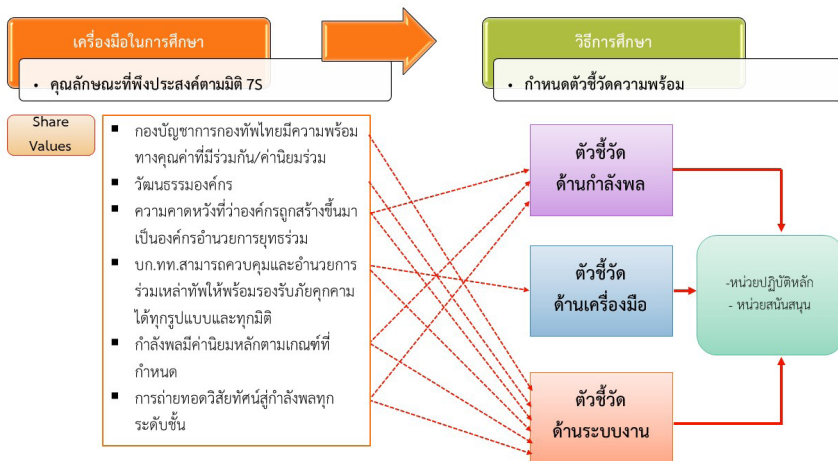 เครื่องมือในการศึกษา
• คุณลักษณะที่พึงประสงค์ตามมิติ 7S
วิธีการศึกษา
• กำหนดตัวชี้วัดความพร้อม
Share
Values
▪ กองบัญชาการกองทัพไทยมีความพร้อม
ทางคุณค่าที่มีร่วมกัน/ค่านิยมร่วม
▪ วัฒนธรรมองค์กร
▪ ความคาดหวังที่ว่าองค์กรถูกสร้างขึ้นมา
เป็นองค์กรอำนวยการยุทธร่วม
▪ บก.ทท.สามารถควบคุมและอำนวยการ
ร่วมเหล่าทัพให้พร้อมรองรับภัยคุกคาม
ได้ทุกรูปแบบและทุกมิติ
▪ กำลังพลมีค่านิยมหลักตามเกณฑ์ที่
กำหนด
▪ การถ่ายทอดวิสัยทัศน์สู่กำลังพลทุก
ระดับชั้น
ตัวชี้วัด
ด้านกำลังพล
ตัวชี้วัด
ด้านเครื่องมือ
ตัวชี้วัด
ด้านระบบงาน
-หน่วยปฏิบัติหลัก
- หน่วยสนันสนุน